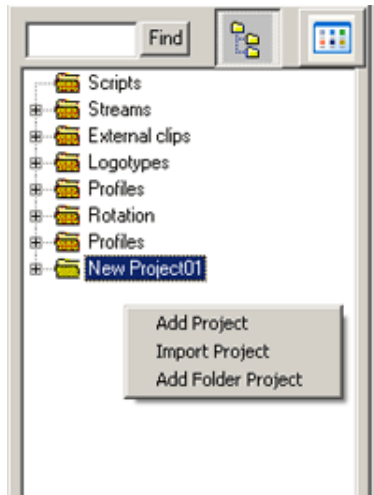 Find
Scripts
Streams
External clips
Logotypes
Profiles
Rotation
Profiles
New Project01
Add Project
Import Project
Add Folder Project